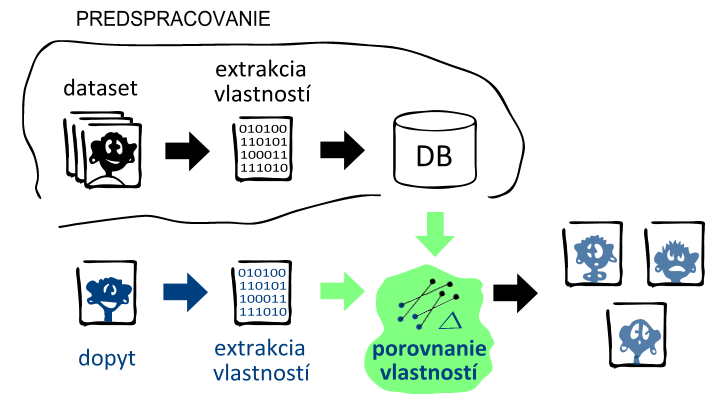 PREDSPRACOVANIE
dataset
extrakcia
vlastností
010100
110101
100011
111010
DB
010100
110101
100011
111010
dopyt
extrakcia
vlastností
porovnanie
vlastností